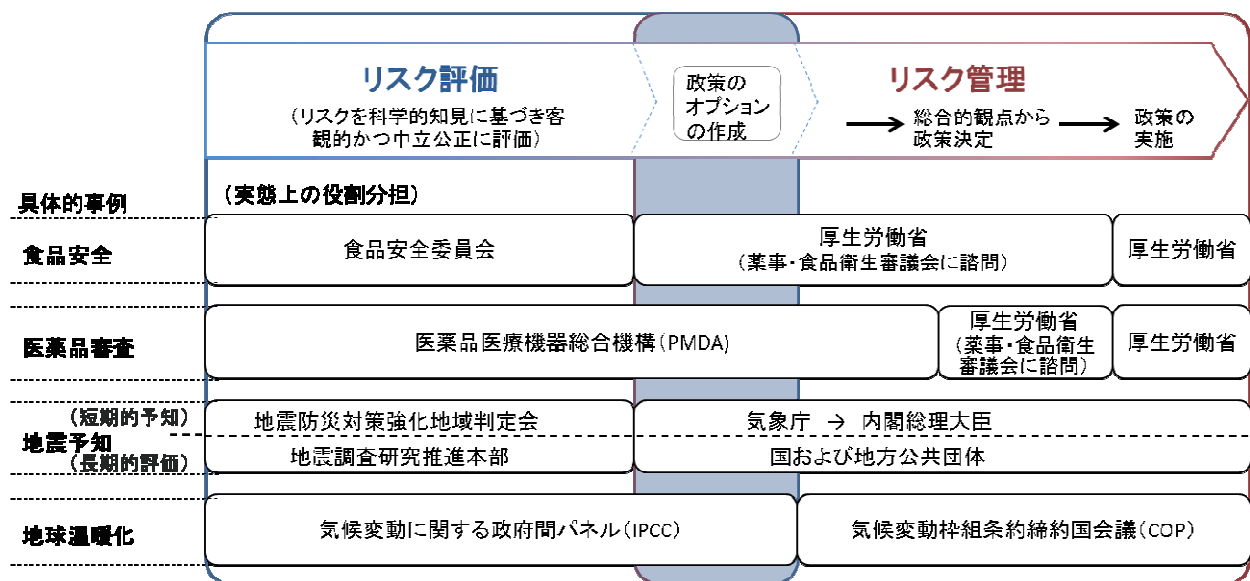 リスク評価
(リスクを科学的知見に基づき客
観的かつ中立公正に評価)
政策の
オプション
の作成
リスク管理
総合的観点から
政策決定
政策の
実施
具体的事例
(実態上の役割分担)
食品安全
食品安全委員会
厚生労働省
(薬事・食品衛生審議会に諮問)
厚生労働省
医薬品審査
医薬品医療機器総合機構(PMDA)
厚生労働省
(薬事・食品衛生
審議会に諮問)
厚生労働省
(短期的予知)
地震予知
(長期的評価)
地震防災対策強化地域判定会
気象庁 → 内閣総理大臣
地震調査研究推進本部
国および地方公共団体
地球温暖化
気候変動に関する政府間パネル(IPCC)
気候変動枠組条約締約国会議(COP)